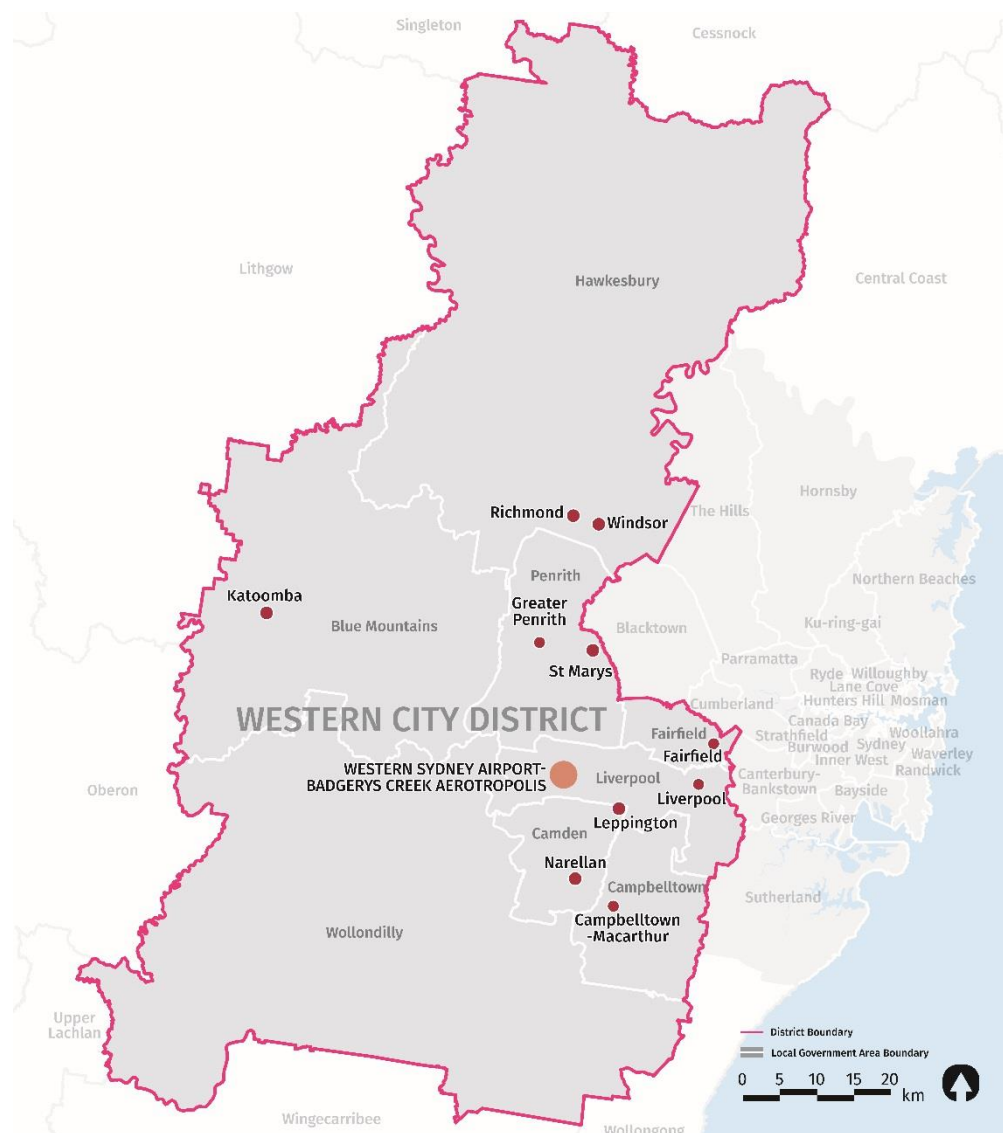 Singleton
Cessnock
Lithgow
Hawkesbury
Central Coast
Hornsby
The Hills
Richmond
Windsor
Penrith
Northern Beaches
Katoomba
Greater
Penrith
Blue Mountains
Ku-ring-gai
Blacktown
St Marys
Parramatta
Ryde
Willoughby
Lane Cove
Cumberland
Hunters Hill
Mosman
WESTERN CITY DISTRICT
Canada Bay
Woollahra
Fairfield
Strathfield
Sydney
Burwood
Waverley
Fairfield
Inner West
Randwick
WESTERN SYDNEY AIRPORT-
BADGERYS CREEK AEROTROPOLIS
Liverpool
Canterbury-
Bankstown
Oberon
Liverpool
Bayside
Leppington
Georges River
Camden
Narellan
Campbelltown
Sutherland
Campbelltown
-Macarthur
Wollondilly
Upper
Lachlan
District Boundary
Local Government Area Boundary
0 5 10 15 20
km
Wingecarribee
Wollongong